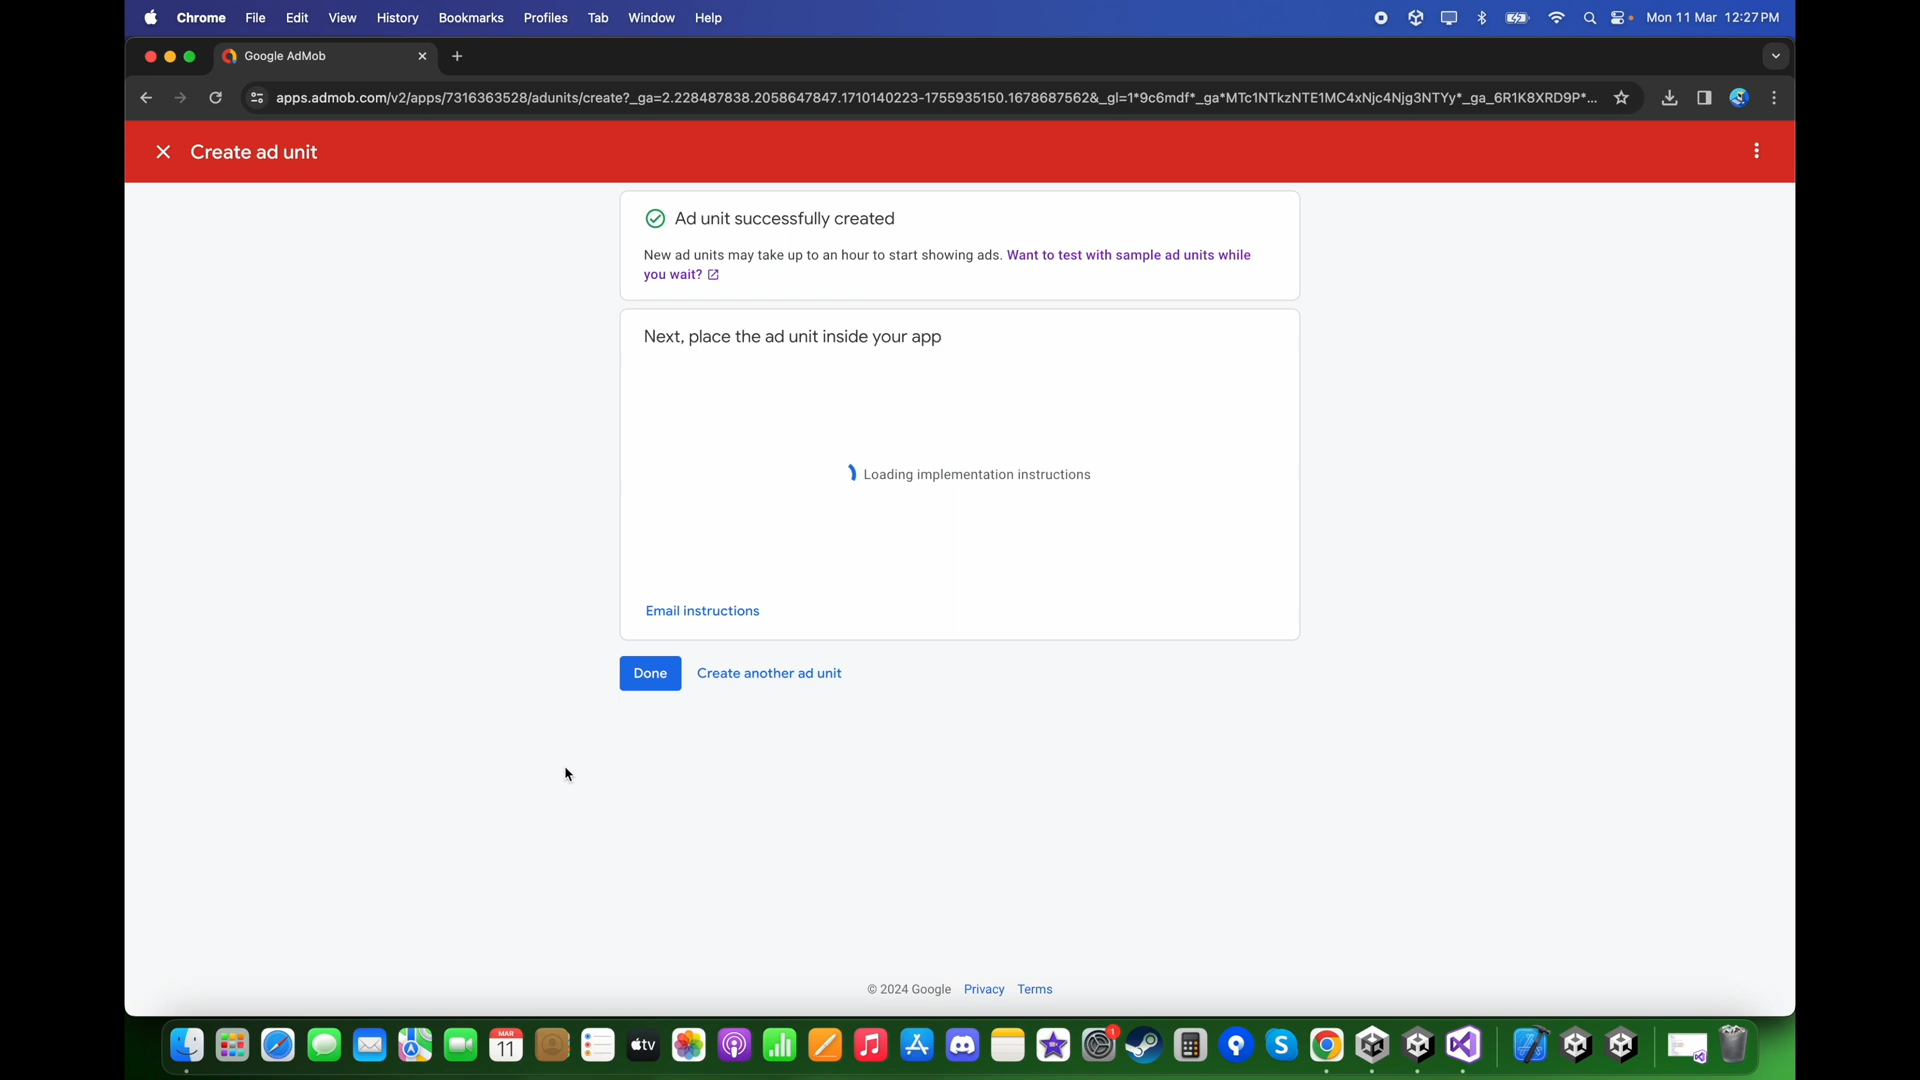 Chrome File Edit View History Bookmarks Profiles Tab Window Help Mon 11 Mar 12:27 PM
Google AdMob
apps.admob.com/v2/apps/7316363528/adunits/create?_ga=2.228487838.2058647847.1710140223-1755935150.1678687562&_gl=1*9c6mdf*_ga*MTc1NTkzNTE1MC4xNjc4Njg3NTYy*_ga_6R1K8XRD9P*...
Create ad unit
Ad unit successfully created
New ad units may take up to an hour to start showing ads. Want to test with sample ad units while
you wait?
Next, place the ad unit inside your app
Loading implementation instructions
Email instructions
Done Create another ad unit
© 2024 Google Privacy Terms
MAR
11
tv
1